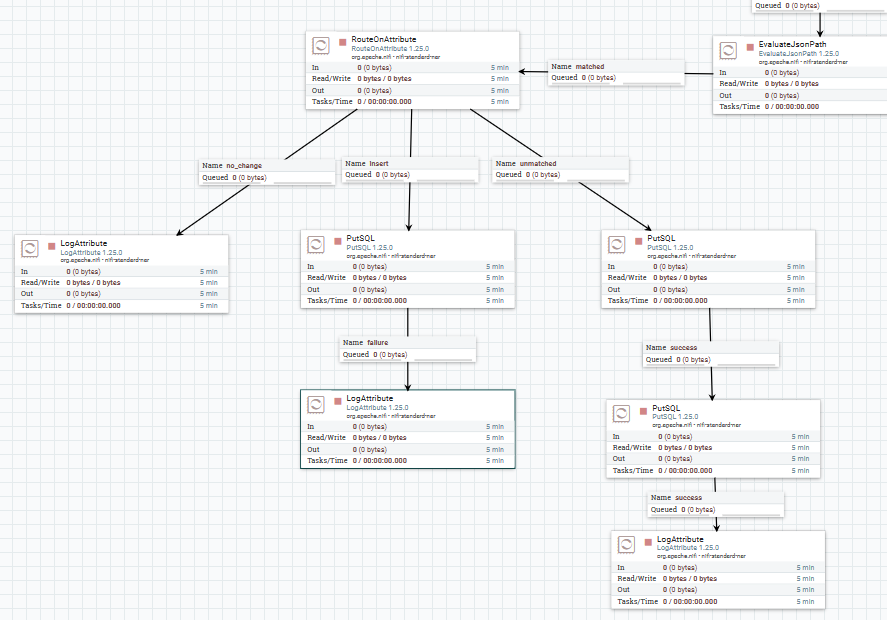 Queued 0 (0 bytes)
RouteOnAttribute
RouteOnAttribute 1.25.0
org.apache.nifi - nifi-standard-nar
In 0 (0 bytes) 5 min
Read/Write 0 bytes / 0 bytes 5 min
Out 0 (0 bytes) 5 min
Tasks/Time 0 / 00:00:00.000 5 min
Name matched
Queued 0 (0 bytes)
EvaluateJsonPath
EvaluateJsonPath 1.25.0
org.apache.nifi - nifi-standard-nar
In 0 (0 bytes)
Read/Write 0 bytes / 0 bytes
Out 0 (0 bytes)
Tasks/Time 0 / 00:00:00.000
Name no_change
Queued 0 (0 bytes)
Name Insert
Queued 0 (0 bytes)
Name unmatched
Queued 0 (0 bytes)
LogAttribute
LogAttribute 1.25.0
org.apache.nifi - nifi-standard-nar
In 0 (0 bytes) 5 min
Read/Write 0 bytes / 0 bytes 5 min
Out 0 (0 bytes) 5 min
Tasks/Time 0 / 00:00:00.000 5 min
PutSQL
PutSQL 1.25.0
org.apache.nifi - nifi-standard-nar
In 0 (0 bytes) 5 min
Read/Write 0 bytes / 0 bytes 5 min
Out 0 (0 bytes) 5 min
Tasks/Time 0 / 00:00:00.000 5 min
PutSQL
PutSQL 1.25.0
org.apache.nifi - nifi-standard-nar
In 0 (0 bytes) 5 min
Read/Write 0 bytes / 0 bytes 5 min
Out 0 (0 bytes) 5 min
Tasks/Time 0 / 00:00:00.000 5 min
Name failure
Queued 0 (0 bytes)
Name success
Queued 0 (0 bytes)
LogAttribute
LogAttribute 1.25.0
org.apache.nifi - nifi-standard-nar
In 0 (0 bytes) 5 min
Read/Write 0 bytes / 0 bytes 5 min
Out 0 (0 bytes) 5 min
Tasks/Time 0 / 00:00:00.000 5 min
PutSQL
PutSQL 1.25.0
org.apache.nifi - nifi-standard-nar
In 0 (0 bytes) 5 min
Read/Write 0 bytes / 0 bytes 5 min
Out 0 (0 bytes) 5 min
Tasks/Time 0 / 00:00:00.000 5 min
Name success
Queued 0 (0 bytes)
LogAttribute
LogAttribute 1.25.0
org.apache.nifi - nifi-standard-nar
In 0 (0 bytes) 5 min
Read/Write 0 bytes / 0 bytes 5 min
Out 0 (0 bytes) 5 min
Tasks/Time 0 / 00:00:00.000 5 min